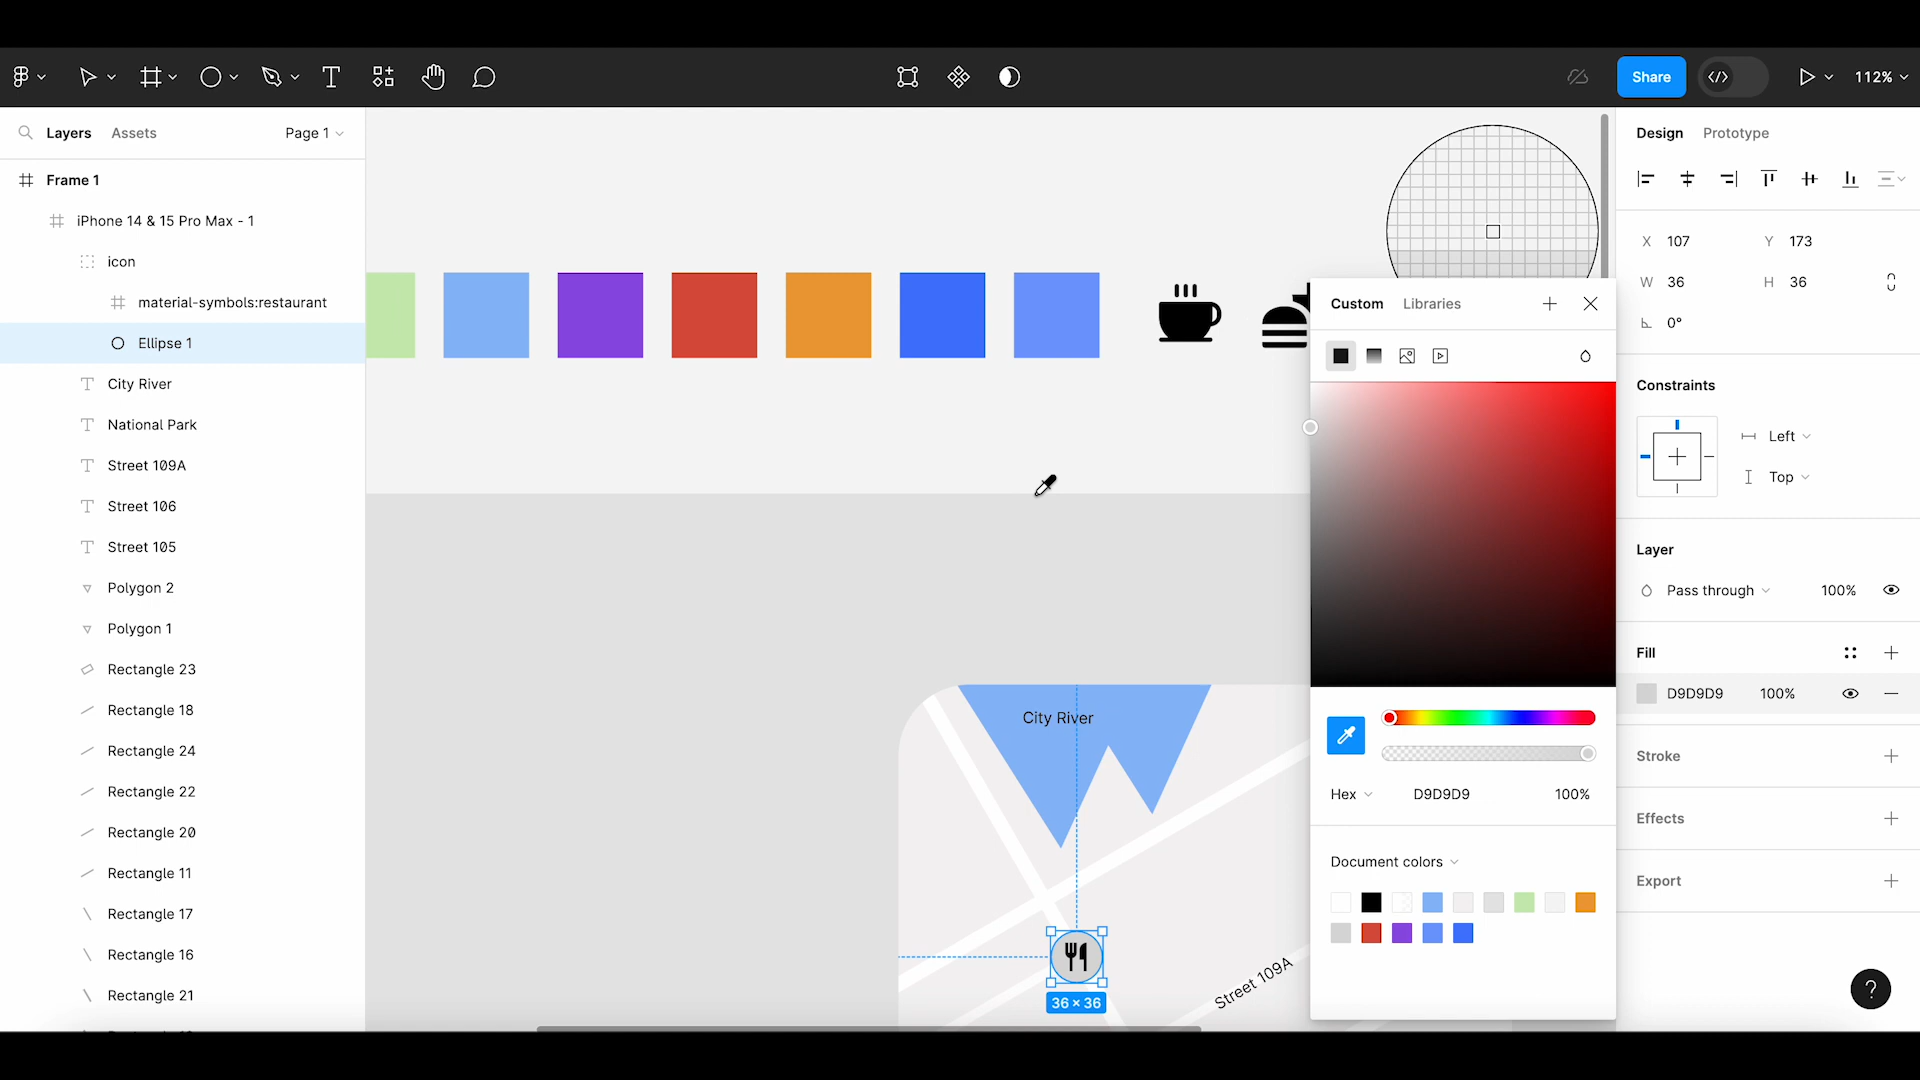 Share
112%
Layers
Assets
Page 1
Design
Prototype
Frame 1
iPhone 14 & 15 Pro Max - 1
icon
material-symbols:restaurant
Ellipse 1
City River
National Park
Street 109A
Street 106
Street 105
Polygon 2
Polygon 1
Rectangle 23
Rectangle 18
Rectangle 24
Rectangle 22
Rectangle 20
Rectangle 11
Rectangle 17
Rectangle 16
Rectangle 21
City River
Street 109A
36 × 36
Custom
Libraries
Hex
D9D9D9
100%
Document colors
X 107
Y 173
W 36
H 36
0°
Constraints
Left
Top
Layer
Pass through
100%
Fill
D9D9D9
100%
Stroke
Effects
Export
?